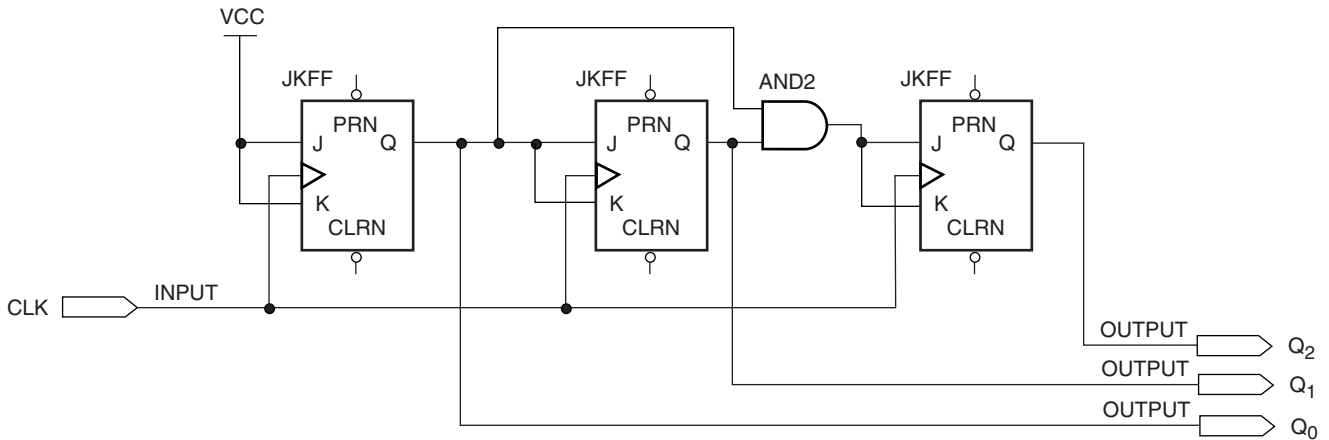 VCC
JKFF
JKFF
AND2
JKFF
PRN
J
Q
K
CLRN
PRN
J
Q
K
CLRN
PRN
J
Q
K
CLRN
CLK
INPUT
OUTPUT
Q2
OUTPUT
Q1
OUTPUT
Q0